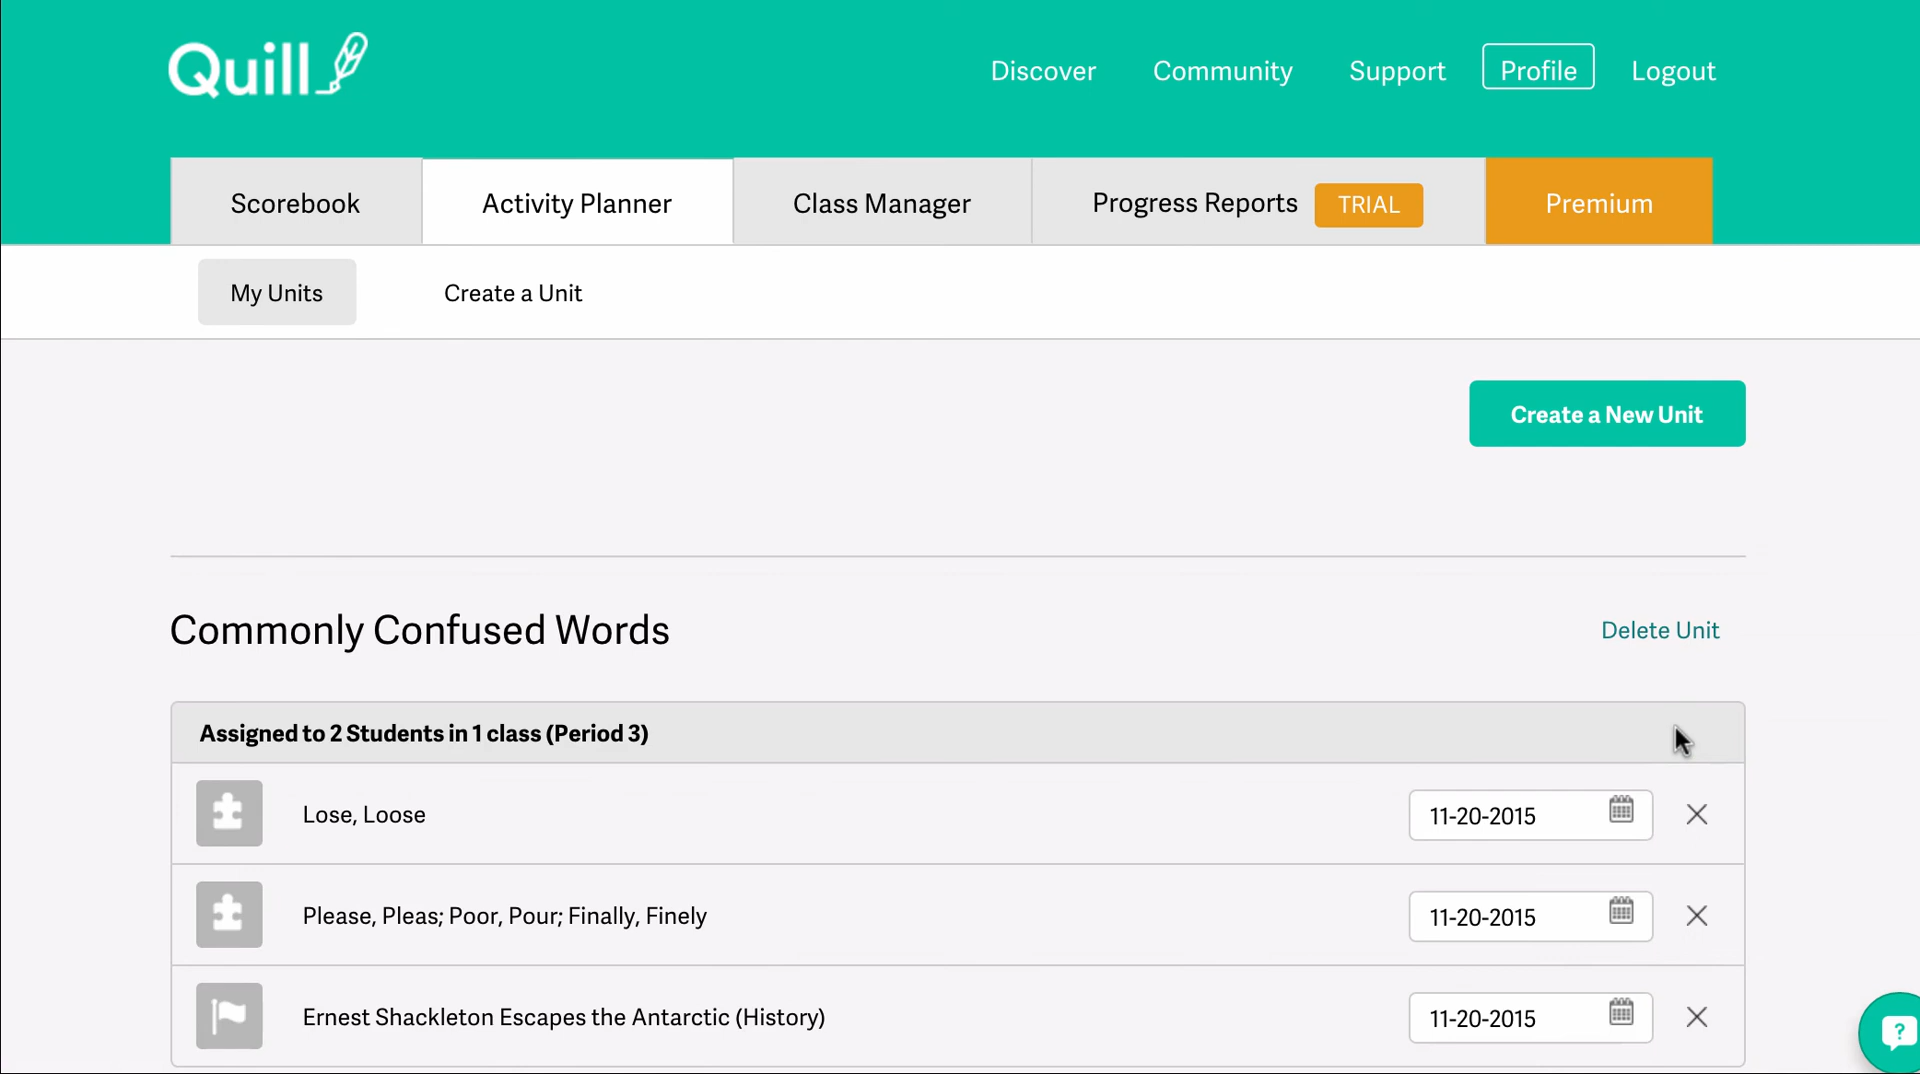 Quill
Discover Community Support Profile Logout
Scorebook Activity Planner Class Manager Progress Reports TRIAL Premium
My Units Create a Unit
Create a New Unit
Commonly Confused Words Delete Unit
Assigned to 2 Students in 1 class (Period 3)
Lose, Loose 11-20-2015
Please, Pleas; Poor, Pour; Finally, Finely 11-20-2015
Ernest Shackleton Escapes the Antarctic (History) 11-20-2015
?